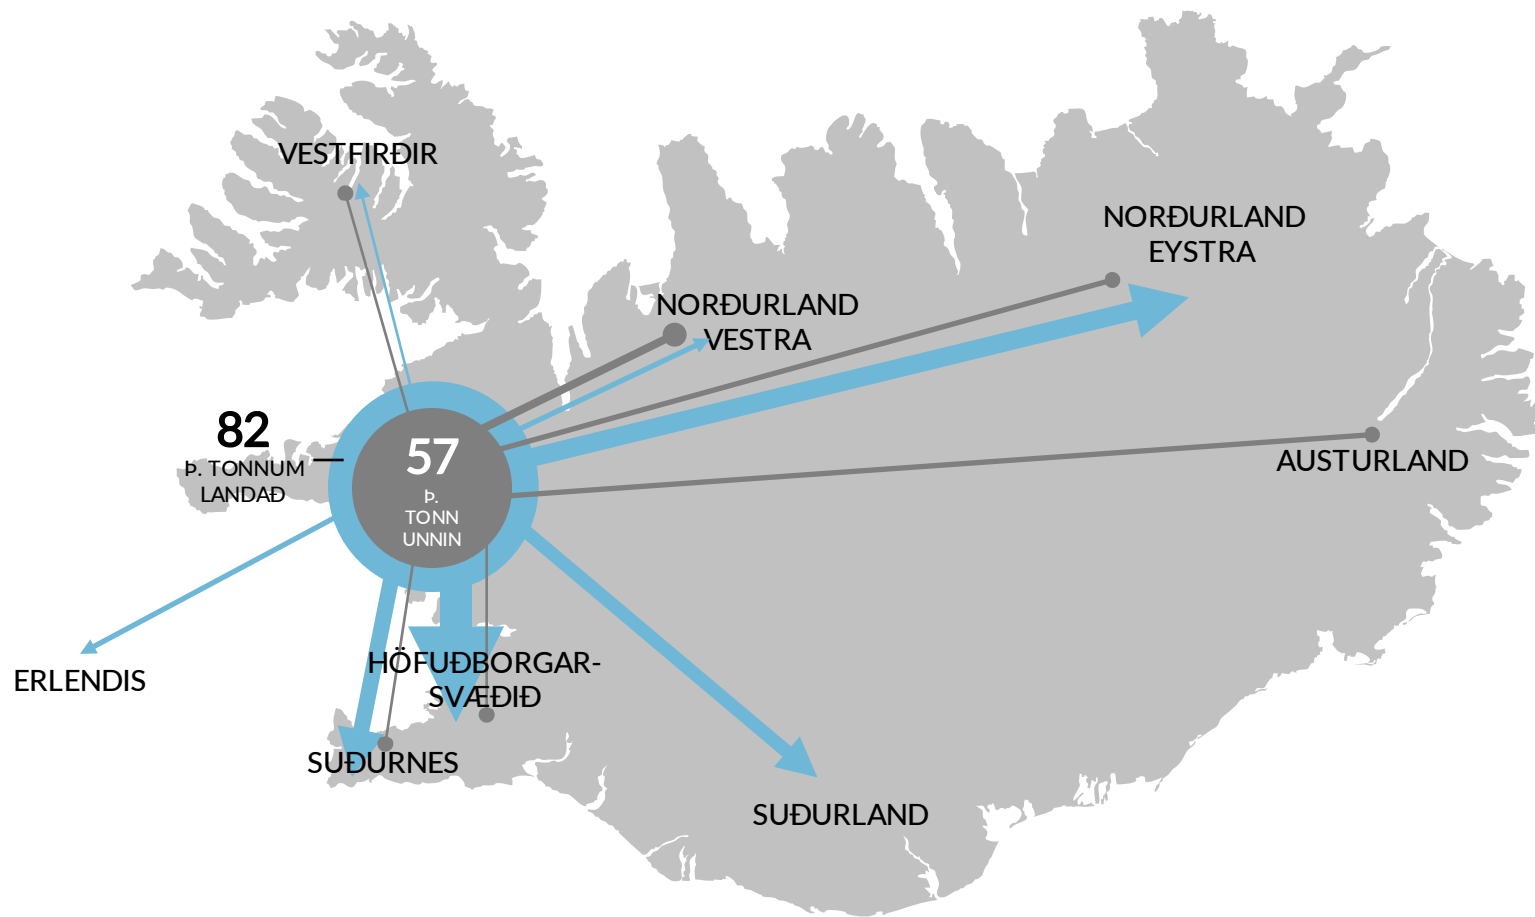 VESTFIRÐIR
NORÐURLAND
EYSTRA
NORÐURLAND
VESTRA
82
Þ. TONNUM
LANDAÐ
57
Þ.
TONN
UNNIN
AUSTURLAND
ERLENDIS
HÖFUÐBORGAR-
SVÆÐIÐ
SUÐURNES
SUÐURLAND